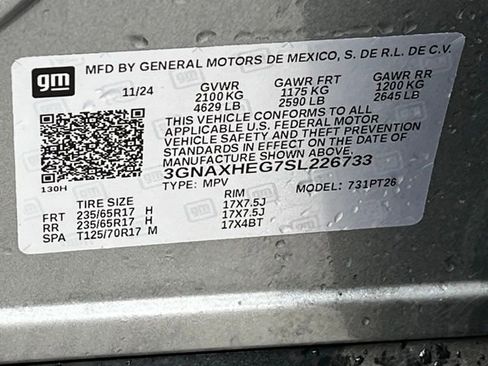 gm
MFD BY GENERAL MOTORS DE MEXICO, S. DE R.L. DE C.V.
11/24 GVWR GAWR FRT GAWR RR
2100 KG 1175 KG 1200 KG
4629 LB 2590 LB 2645 LB
THIS VEHICLE CONFORMS TO ALL
APPLICABLE U.S. FEDERAL MOTOR
VEHICLE SAFETY AND THEFT PREVENTION
STANDARDS IN EFFECT ON THE DATE OF
MANUFACTURE SHOWN ABOVE.
3GNAXHEG7SL226733
130H
TYPE: MPV MODEL: 731PT26
TIRE SIZE RIM
FRT 235/65R17 H 17X7.5J
RR 235/65R17 H 17X7.5J
SPA T125/70R17 M 17X4BT